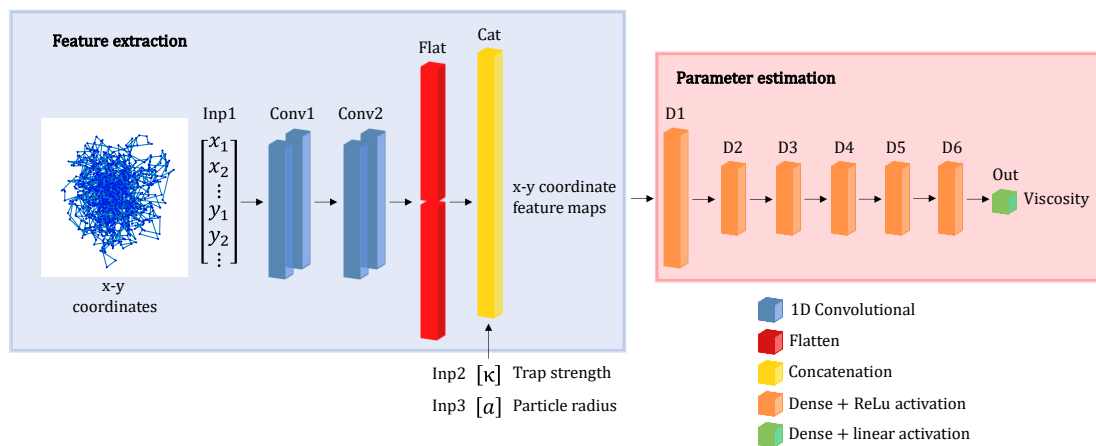 Feature extraction
Flat
Cat
Inp1
Conv1
Conv2
x₁
x₂
⋮
y₁
y₂
⋮
x-y
coordinates
x-y coordinate
feature maps
Inp2 [κ] Trap strength
Inp3 [a] Particle radius
Parameter estimation
D1
D2
D3
D4
D5
D6
Out
Viscosity
1D Convolutional
Flatten
Concatenation
Dense + ReLu activation
Dense + linear activation